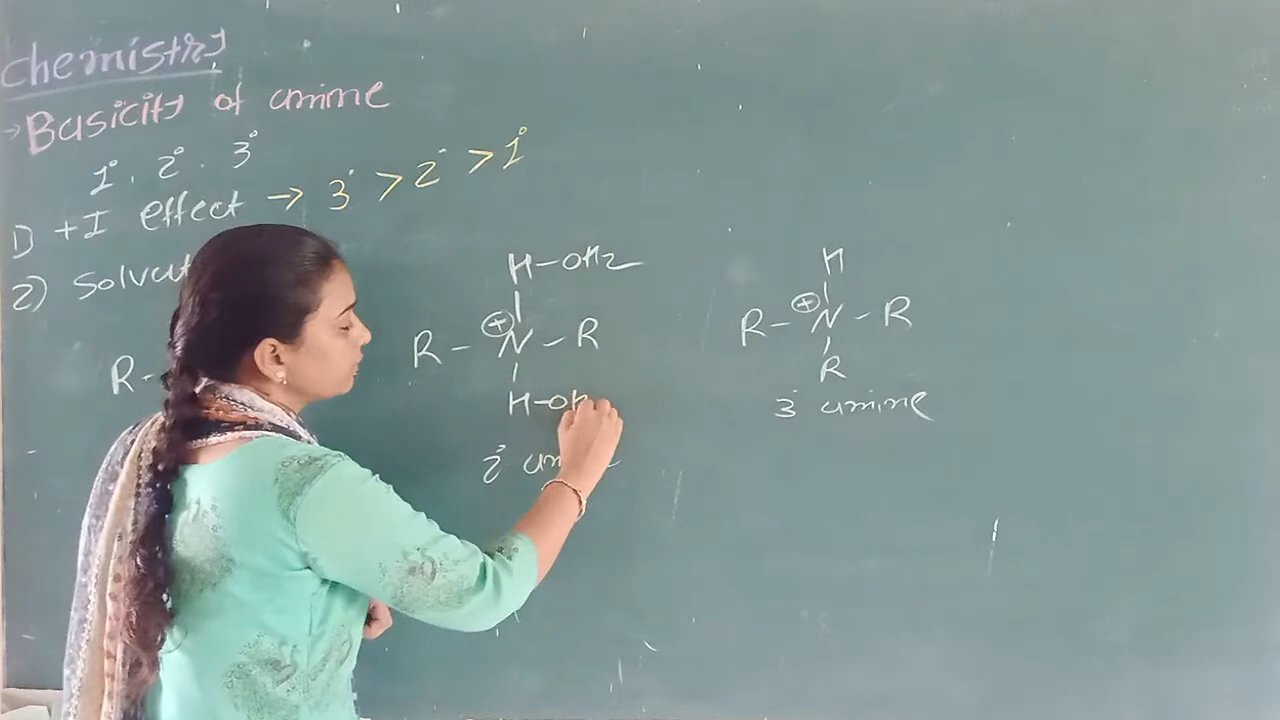 Chemistry
→ Basicity of amine
1°, 2°. 3°
1) +I effect → 3° > 2° > 1°
2) Solvat
H-OH2
R - ⊕N - R
H-OH
2° am
R -
H
R - ⊕N - R
R
3° amine